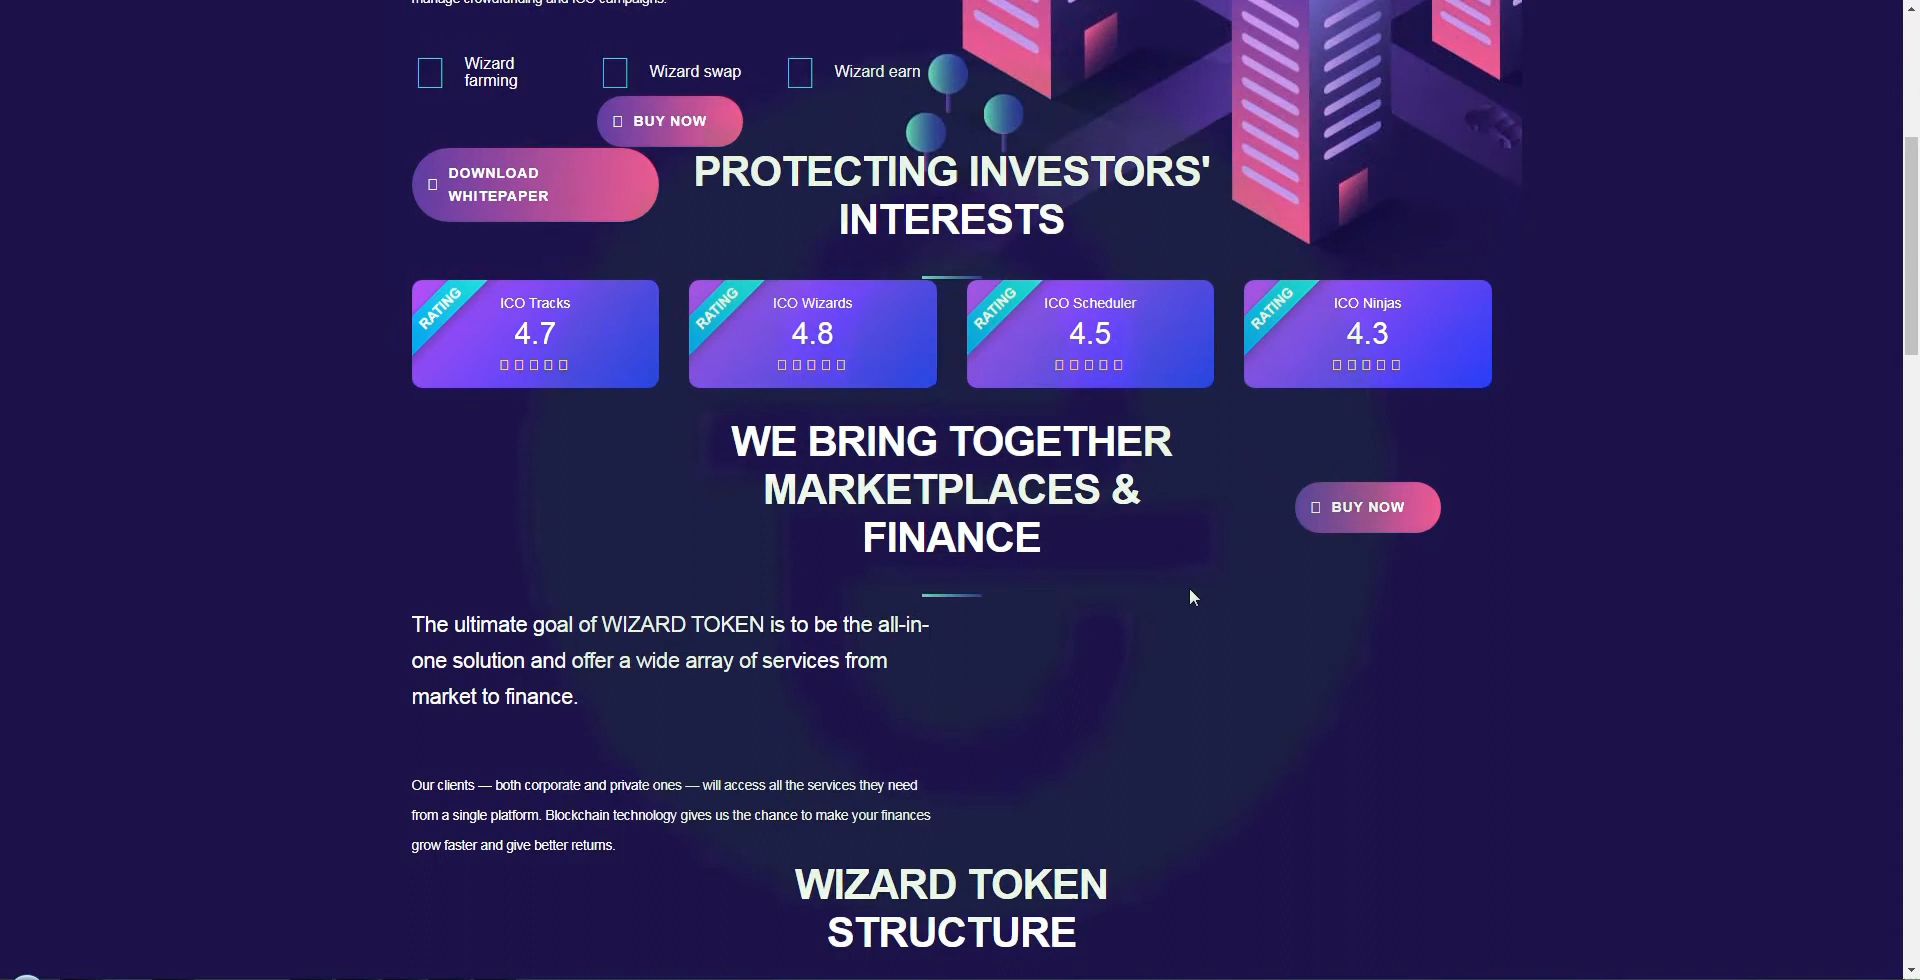 manage crowdfunding and ICO campaigns.
Wizard
farming
Wizard swap
Wizard earn
BUY NOW
DOWNLOAD
WHITEPAPER
PROTECTING INVESTORS'
INTERESTS
RATING
ICO Tracks
4.7
RATING
ICO Wizards
4.8
RATING
ICO Scheduler
4.5
RATING
ICO Ninjas
4.3
WE BRING TOGETHER
MARKETPLACES &
FINANCE
BUY NOW
The ultimate goal of WIZARD TOKEN is to be the all-in-
one solution and offer a wide array of services from
market to finance.
Our clients — both corporate and private ones — will access all the services they need
from a single platform. Blockchain technology gives us the chance to make your finances
grow faster and give better returns.
WIZARD TOKEN
STRUCTURE